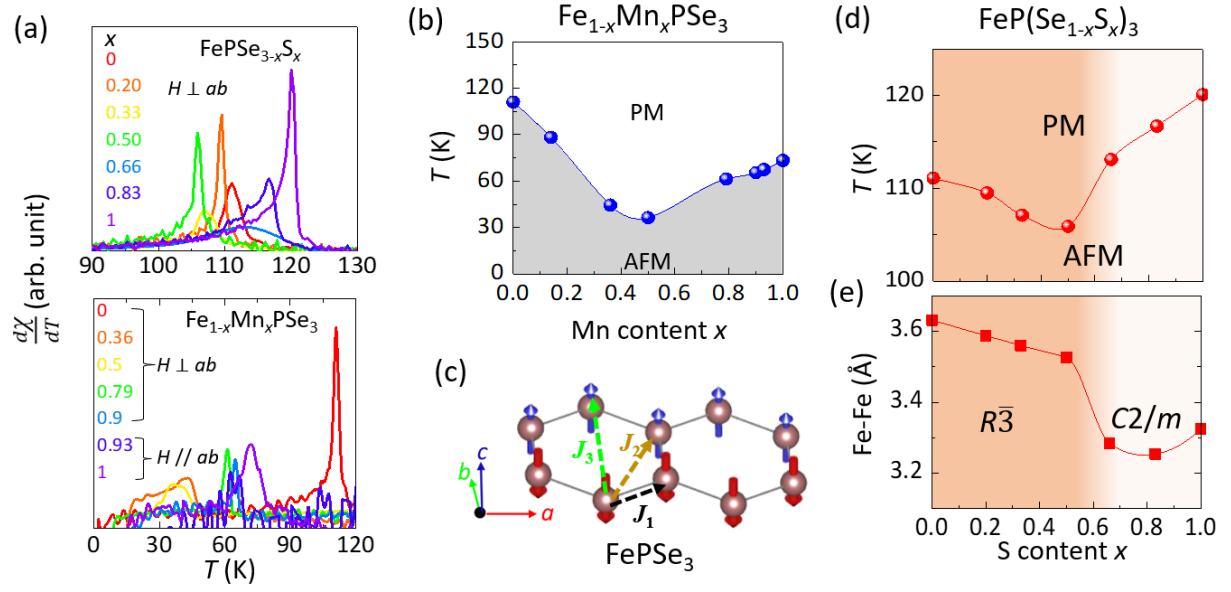 (a)
dχ/dT (arb. unit)
x
0
0.20
0.33
0.50
0.66
0.83
1
FePSe3-xSx
H ⊥ ab
90 100 110 120 130
0
0.36
0.5
0.79
0.9
0.93
1
Fe1-xMnxPSe3
H ⊥ ab
H // ab
0 30 60 90 120
T (K)
(b)
Fe1-xMnxPSe3
T (K)
150
120
90
60
30
0
PM
AFM
0.0 0.2 0.4 0.6 0.8 1.0
Mn content x
(c)
c
b
a
J3
J2
J1
FePSe3
(d)
FeP(Se1-xSx)3
T (K)
120
110
100
PM
AFM
(e)
Fe-Fe (Å)
3.6
3.4
3.2
R3̅
C2/m
0.0 0.2 0.4 0.6 0.8 1.0
S content x